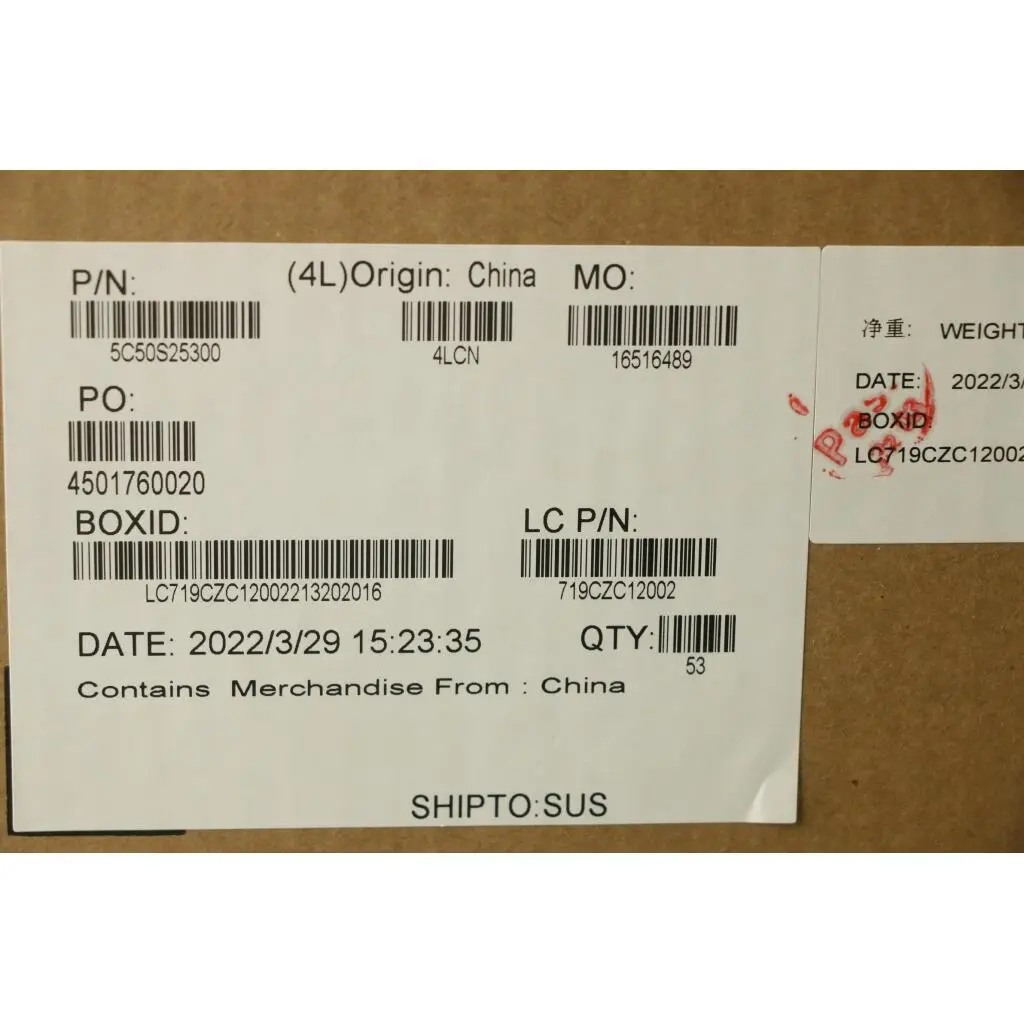 P/N: (4L)Origin: China MO:
5C50S25300 4LCN 16516489
PO:
4501760020
BOXID: LC P/N:
LC719CZC12002213202016 719CZC12002
DATE: 2022/3/29 15:23:35 QTY:
53
Contains Merchandise From : China
SHIPTO:SUS
净重: WEIGHT
DATE: 2022/3/
BOXID:
LC719CZC12002